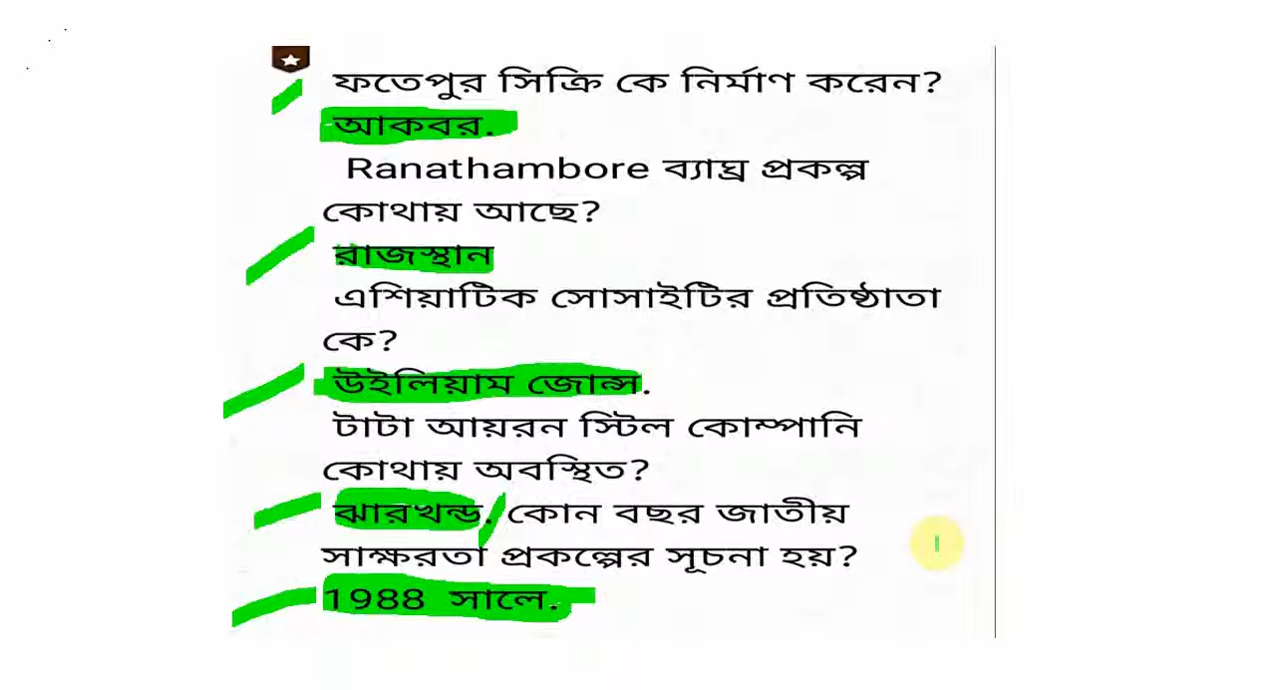 ফতেপুর সিক্রি কে নির্মাণ করেন?
আকবর.
Ranathambore ব্যাঘ্র প্রকল্প
কোথায় আছে?
রাজস্থান
এশিয়াটিক সোসাইটির প্রতিষ্ঠাতা
কে?
উইলিয়াম জোন্স.
টাটা আয়রন স্টিল কোম্পানি
কোথায় অবস্থিত?
ঝারখন্ড. কোন বছর জাতীয়
সাক্ষরতা প্রকল্পের সূচনা হয়?
1988 সালে.